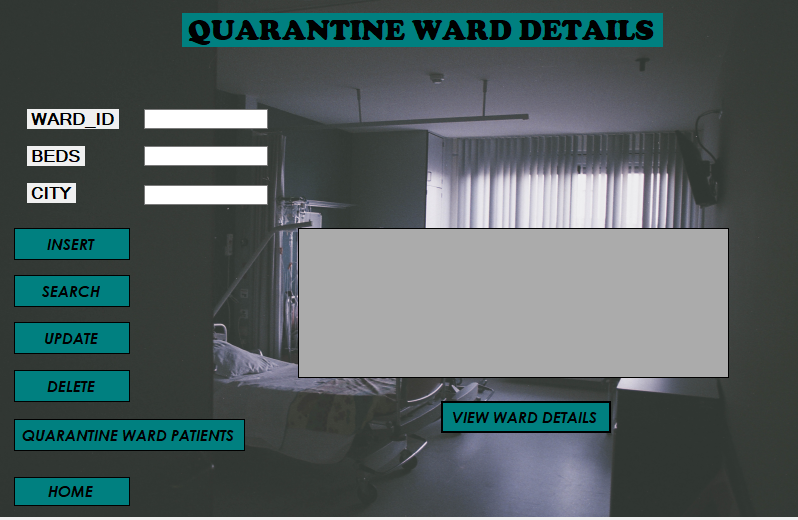 QUARANTINE WARD DETAILS
WARD_ID
BEDS
CITY
INSERT
SEARCH
UPDATE
DELETE
QUARANTINE WARD PATIENTS
VIEW WARD DETAILS
HOME